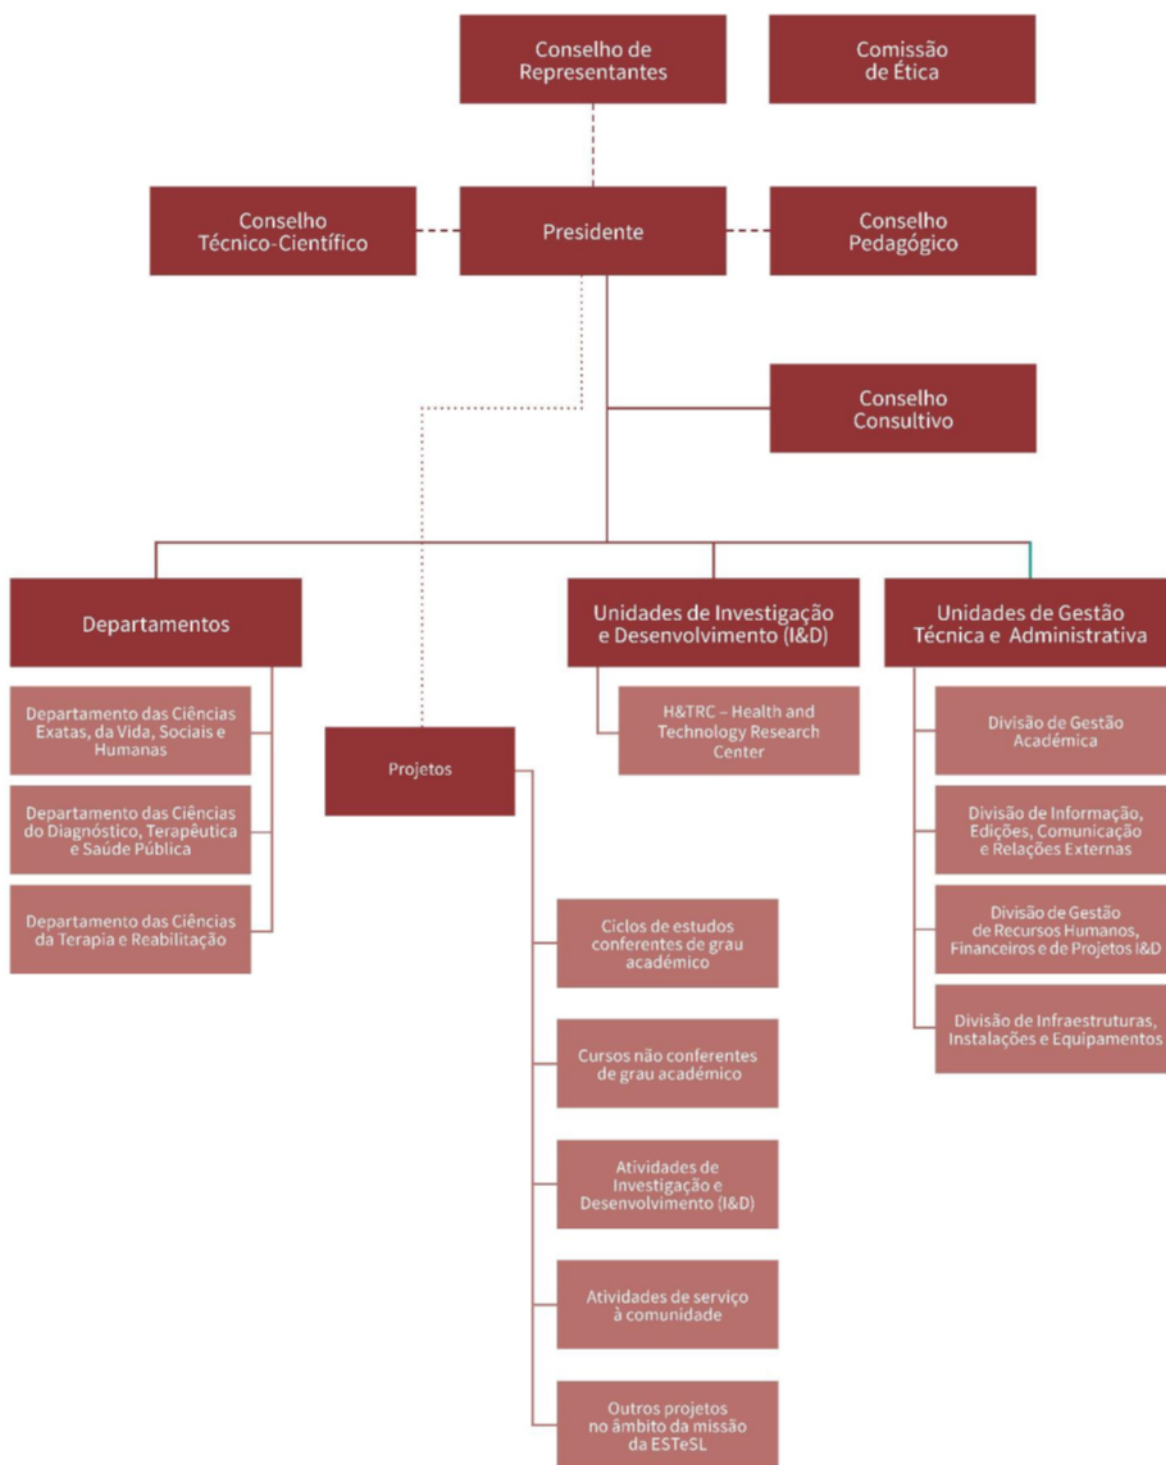 Conselho de
Representantes
Comissão
de Ética
Conselho
Técnico-Científico
Presidente
Conselho
Pedagógico
Conselho
Consultivo
Departamentos
Departamento das Ciências
Exatas, da Vida, Sociais e
Humanas
Departamento das Ciências
do Diagnóstico, Terapêutica
e Saúde Pública
Departamento das Ciências
da Terapia e Reabilitação
Projetos
Ciclos de estudos
conferentes de grau
académico
Cursos não conferentes
de grau académico
Atividades de
Investigação e
Desenvolvimento (I&D)
Atividades de serviço
à comunidade
Outros projetos
no âmbito da missão
da ESTeSL
Unidades de Investigação
e Desenvolvimento (I&D)
H&TRC – Health and
Technology Research
Center
Unidades de Gestão
Técnica e Administrativa
Divisão de Gestão
Académica
Divisão de Informação,
Edições, Comunicação
e Relações Externas
Divisão de Gestão
de Recursos Humanos,
Financeiros e de Projetos I&D
Divisão de Infraestruturas,
Instalações e Equipamentos